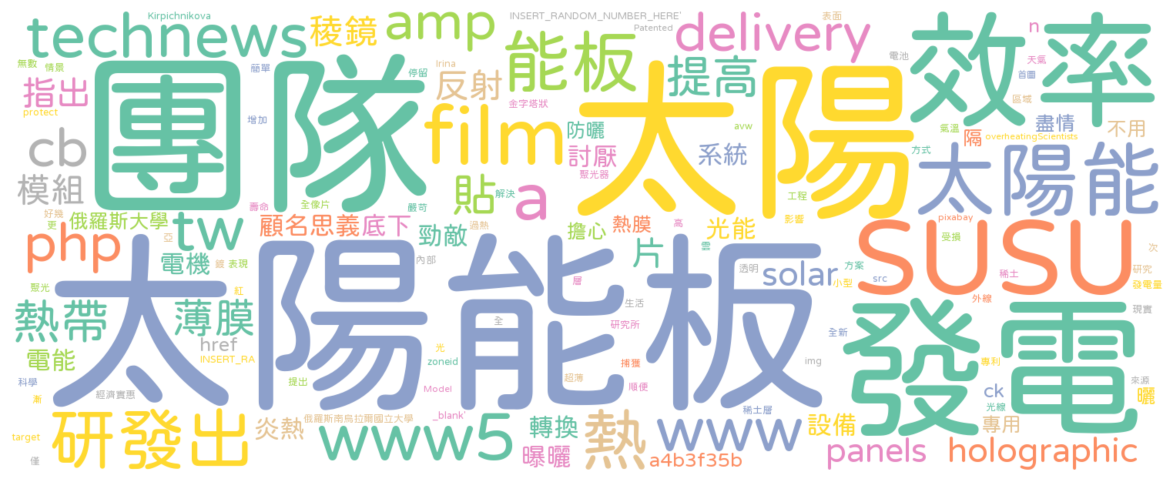 Kirpichnikova
INSERT_RANDOM_NUMBER_HERE'
technews
稜鏡
amp
Patented
delivery
表面
n
效率
無數
情景
簡單
停留
Irina
能板
提高
電池
天氣
首圖
指出
反射
團隊
太陽
金字塔狀
區域
protect
增加
film
防曬
avw
氣溫
盡情
不用
cb
討厭
系統
方式
隔
overheatingScientists
模組
聚光器
太陽能
貼
解決
a
工程
壽命
全像片
嚴苛
好換
俄羅斯大學
tw
顧名思義
底下
勁敵
擔心
熱膜
高
光能
影響
pixabay
SUSU
更
過熱
受損
php
亞
雲
次
電機
鏡
表現
內部
片
透明
solar
方案
稀土
研究
聚光
紅
層
小型
src
發電量
太陽能板
外線
熱帶
薄膜
生活
現實
發電
href
全
研究所
全新
電能
INSERT_RA
光
zoneid
捕獲
img
專利
科學
提出
超薄
來源
經濟實惠
Model
順便
ck
曬
漸
俄羅斯南烏拉爾國立大學
_blank'
稀土層
光線
研發出
炎熱
www5
轉換
熱
www
設備
專用
target
僅
曝曬
a4b3f35b
panels
holographic